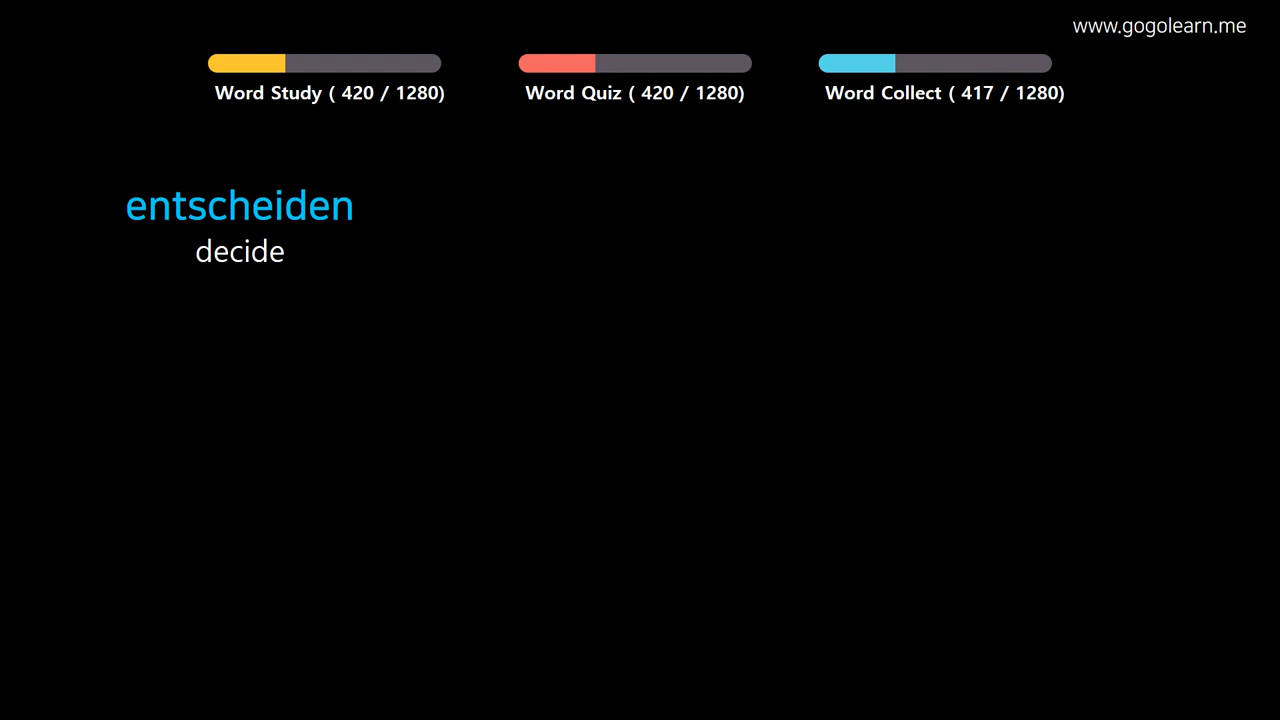 www.gogolearn.me
Word Study ( 420 / 1280)
Word Quiz ( 420 / 1280)
Word Collect ( 417 / 1280)
entscheiden
decide